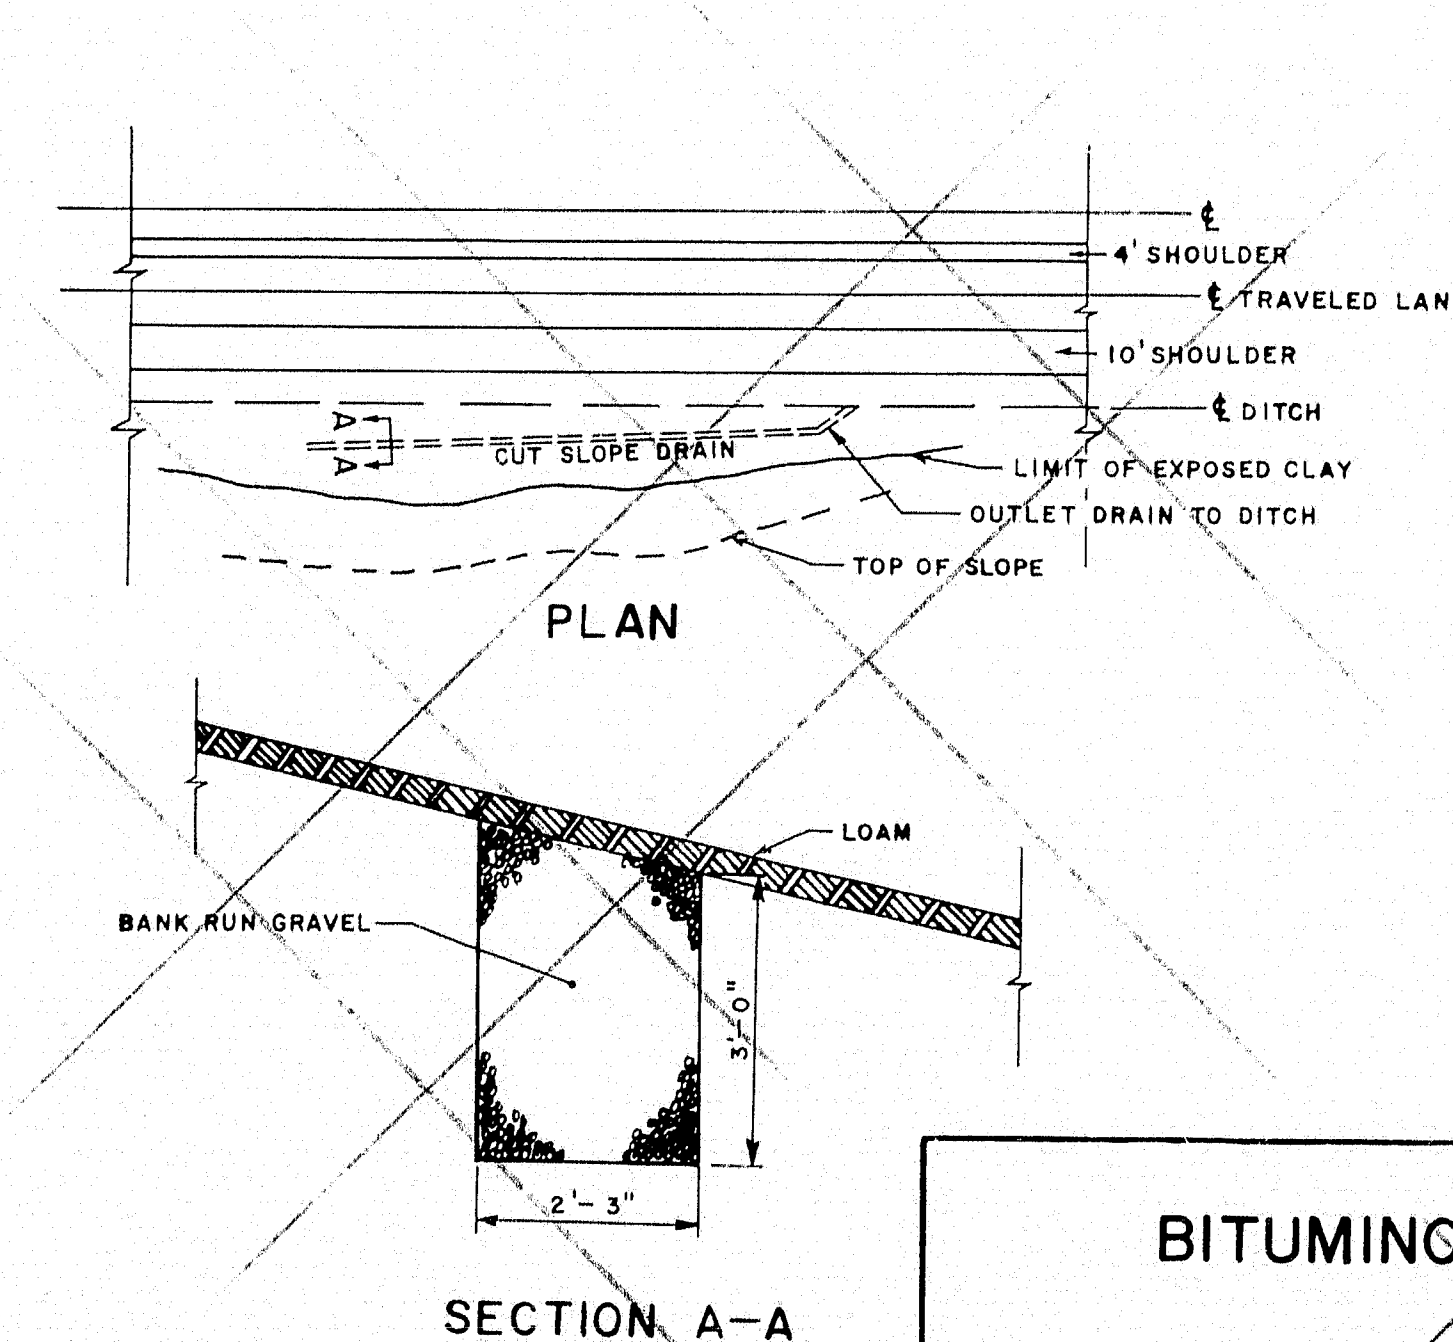 ℄
4' SHOULDER
℄ TRAVELED LAN
10' SHOULDER
℄ DITCH
A
A
CUT SLOPE DRAIN
LIMIT OF EXPOSED CLAY
OUTLET DRAIN TO DITCH
TOP OF SLOPE
PLAN
LOAM
BANK RUN GRAVEL
3'-0"
2'-3"
BITUMINO
SECTION A-A